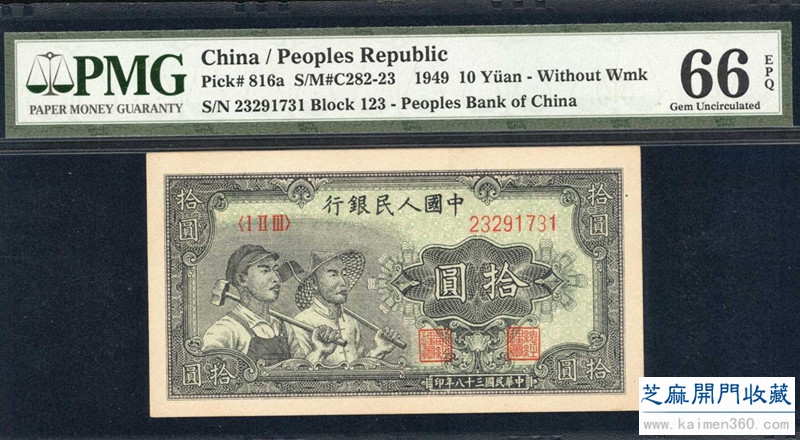 PMG
PAPER MONEY GUARANTY
China / Peoples Republic
Pick# 816a S/M#C282-23 1949 10 Yüan - Without Wmk
S/N 23291731 Block 123 - Peoples Bank of China
66 EPQ
Gem Uncirculated
拾圓
行銀民人國中
拾圓
〈I II III〉
23291731
圓拾
拾圓
印年八十三國民華中
拾圓
芝麻開門收藏
www.kaimen360.com